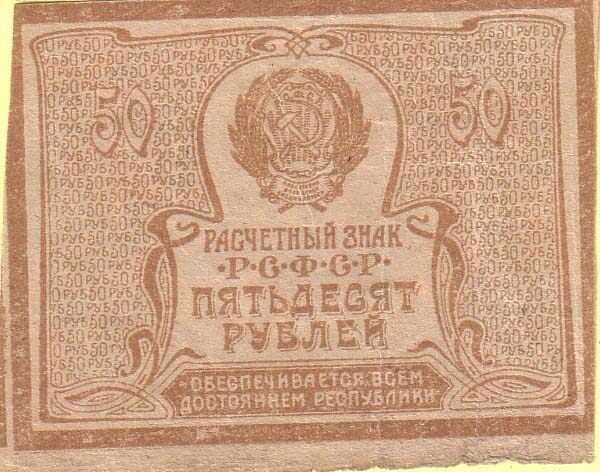 50 50
РАСЧЕТНЫЙ ЗНАК
·Р·С·Ф·С·Р·
ПЯТЬДЕСЯТ
РУБЛЕЙ
ОБЕСПЕЧИВАЕТСЯ ВСЕМ
ДОСТОЯНИЕМ РЕСПУБЛИКИ